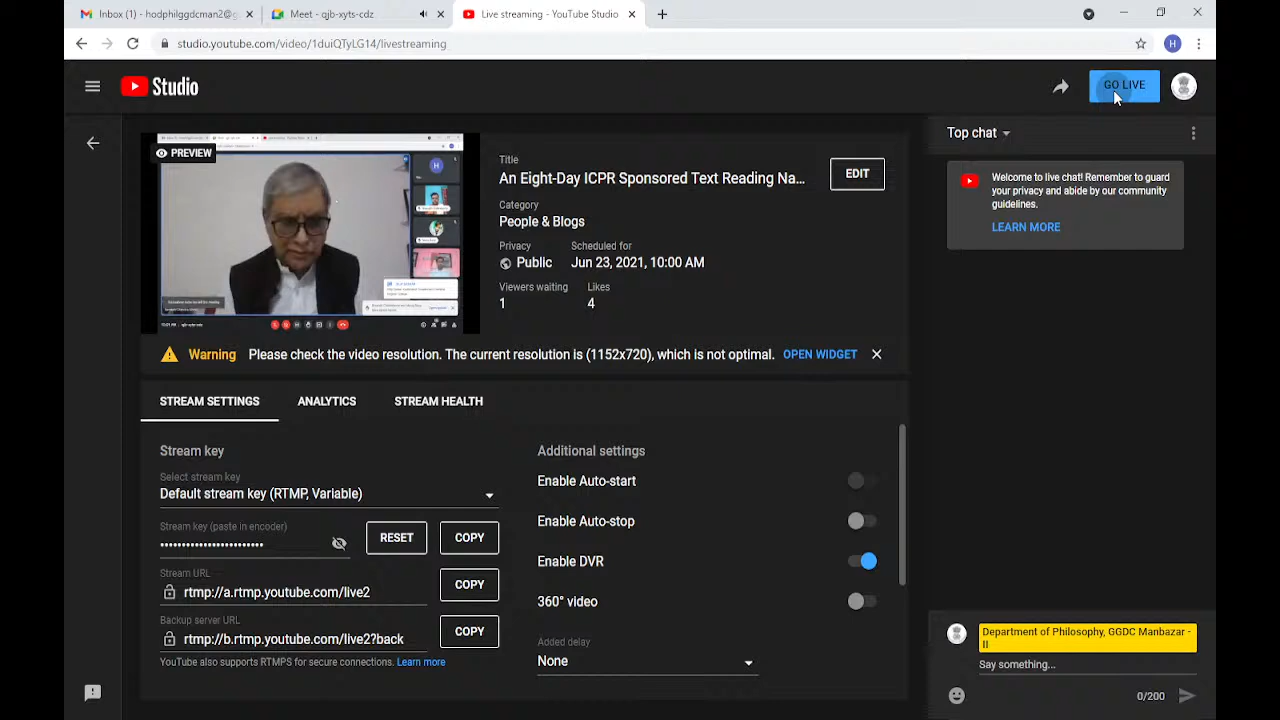 Inbox (1) - hodphilggdcman2@g
Meet - qjb-xyts-cdz
Live streaming - YouTube Studio
studio.youtube.com/video/1duiQTyLG14/livestreaming
H
Studio
GO LIVE
PREVIEW
Title
An Eight-Day ICPR Sponsored Text Reading Na...
EDIT
Category
People & Blogs
Privacy
Public
Scheduled for
Jun 23, 2021, 10:00 AM
Viewers waiting
1
Likes
4
Warning Please check the video resolution. The current resolution is (1152x720), which is not optimal. OPEN WIDGET
STREAM SETTINGS
ANALYTICS
STREAM HEALTH
Stream key
Select stream key
Default stream key (RTMP, Variable)
Stream key (paste in encoder)
••••••••••••••••••••••••
RESET
COPY
Stream URL
rtmp://a.rtmp.youtube.com/live2
COPY
Backup server URL
rtmp://b.rtmp.youtube.com/live2?back
COPY
YouTube also supports RTMPS for secure connections. Learn more
Additional settings
Enable Auto-start
Enable Auto-stop
Enable DVR
360° video
Added delay
None
Top chat
Welcome to live chat! Remember to guard
your privacy and abide by our community
guidelines.
LEARN MORE
Department of Philosophy, GGDC Manbazar -
II
Say something...
0/200